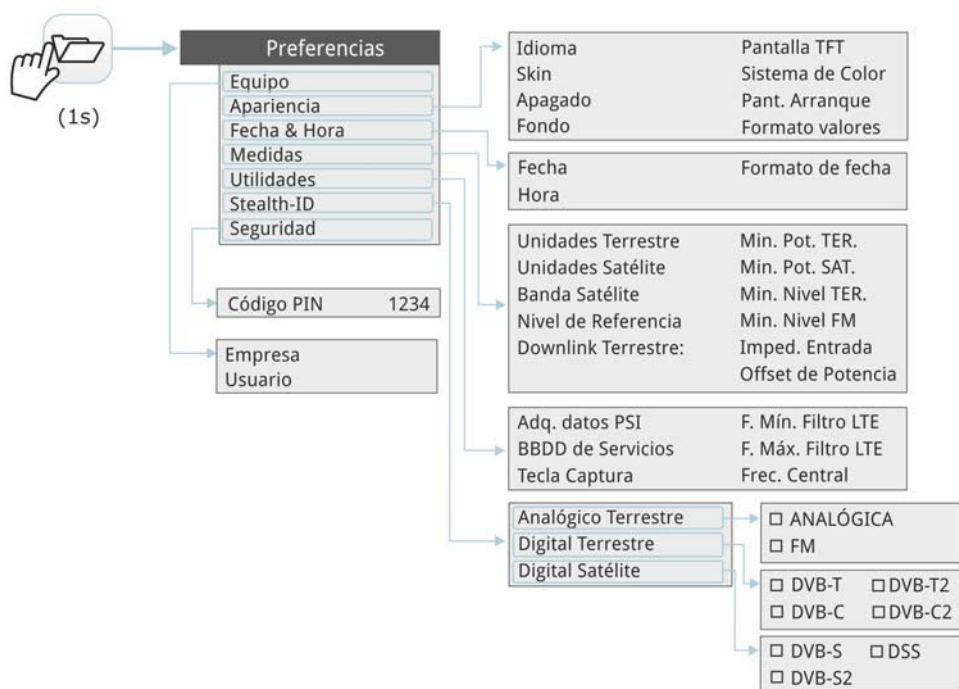 (1s)
Preferencias
Equipo
Apariencia
Fecha & Hora
Medidas
Utilidades
Stealth-ID
Seguridad
Código PIN 1234
Empresa
Usuario
Idioma Pantalla TFT
Skin Sistema de Color
Apagado Pant. Arranque
Fondo Formato valores
Fecha Formato de fecha
Hora
Unidades Terrestre Min. Pot. TER.
Unidades Satélite Min. Pot. SAT.
Banda Satélite Min. Nivel TER.
Nivel de Referencia Min. Nivel FM
Downlink Terrestre: Imped. Entrada
Offset de Potencia
Adq. datos PSI F. Mín. Filtro LTE
BBDD de Servicios F. Máx. Filtro LTE
Tecla Captura Frec. Central
Analógico Terrestre
Digital Terrestre
Digital Satélite
ANALÓGICA
FM
DVB-T DVB-T2
DVB-C DVB-C2
DVB-S DSS
DVB-S2